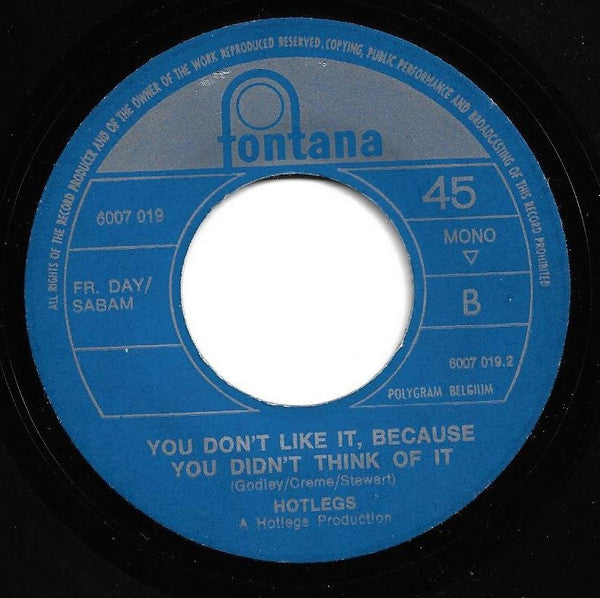 ALL RIGHTS OF THE RECORD PRODUCER AND OF THE OWNER OF THE WORK REPRODUCED RESERVED. COPYING, PUBLIC PERFORMANCE AND BROADCASTING OF THIS RECORD PROHIBITED
fontana
6007 019
45
MONO
FR. DAY/
SABAM
B
6007 019.2
POLYGRAM BELGIUM
YOU DON'T LIKE IT, BECAUSE
YOU DIDN'T THINK OF IT
(Godley/Creme/Stewart)
HOTLEGS
A Hotlegs Production